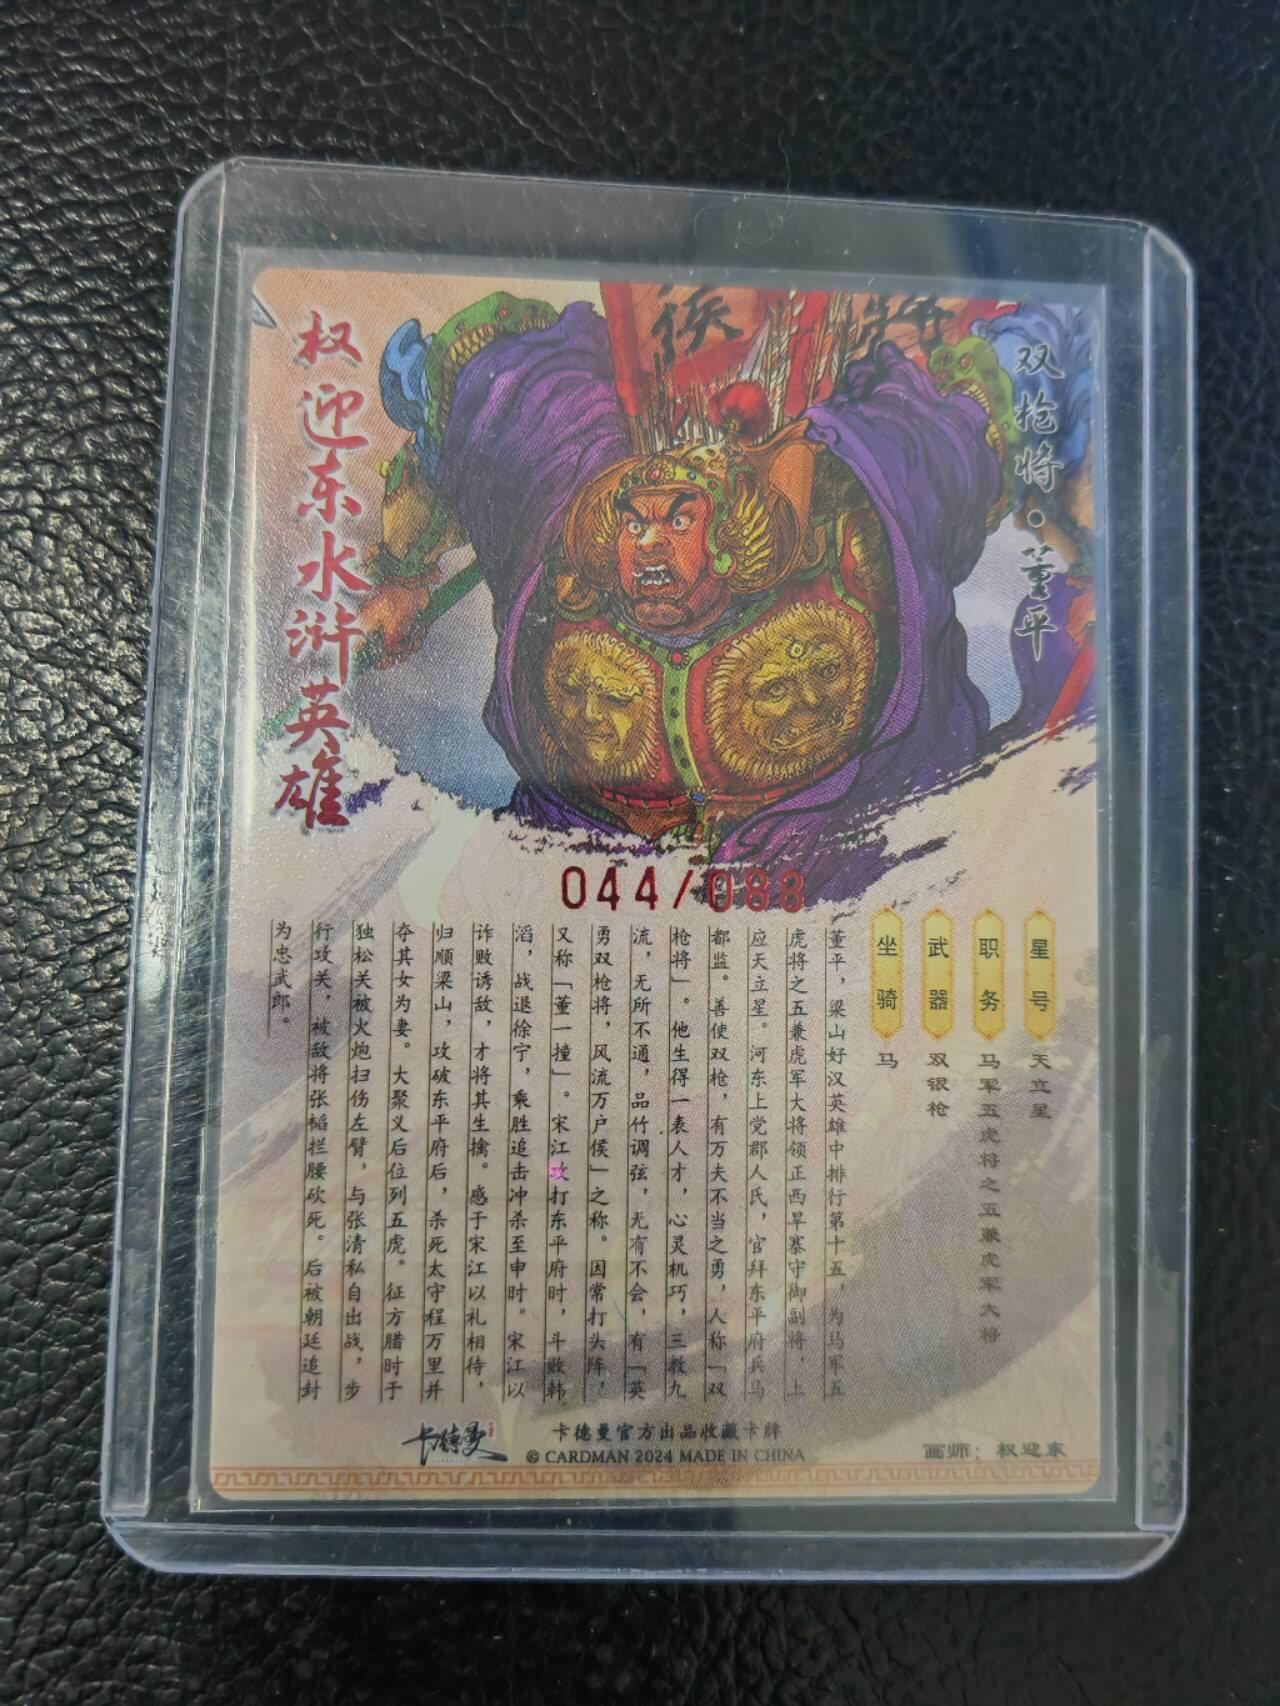 权迎东水浒英雄
侯
双枪将·董平
044/088
星号 天立星
职务 马军五虎将之五兼虎军大将
武器 双银枪
坐骑 马
董平，梁山好汉英雄中排行第十五，为马军五
虎将之五兼虎军大将领正西旱寨守御副将，上
应天立星。河东上党郡人氏，官拜东平府兵马
都监。善使双枪，有万夫不当之勇，人称「双
枪将」。他生得一表人才，心灵机巧，三教九
流，无所不通，品竹调弦，无有不会，有「英
勇双枪将，风流万户侯」之称。因常打头阵，
又称「董一撞」。宋江攻打东平府时，斗败韩
滔，战退徐宁，乘胜追击冲杀至申时。宋江以
诈败诱敌，才将其生擒。感于宋江以礼相待，
归顺梁山，攻破东平府后，杀死太守程万里并
夺其女为妻。大聚义后位列五虎。征方腊时于
独松关被火炮扫伤左臂，与张清私自出战，步
行攻关，被敌将张韬拦腰砍死。后被朝廷追封
为忠武郎。
卡德曼
卡德曼官方出品收藏卡牌
© CARDMAN 2024 MADE IN CHINA
画师：权迎东